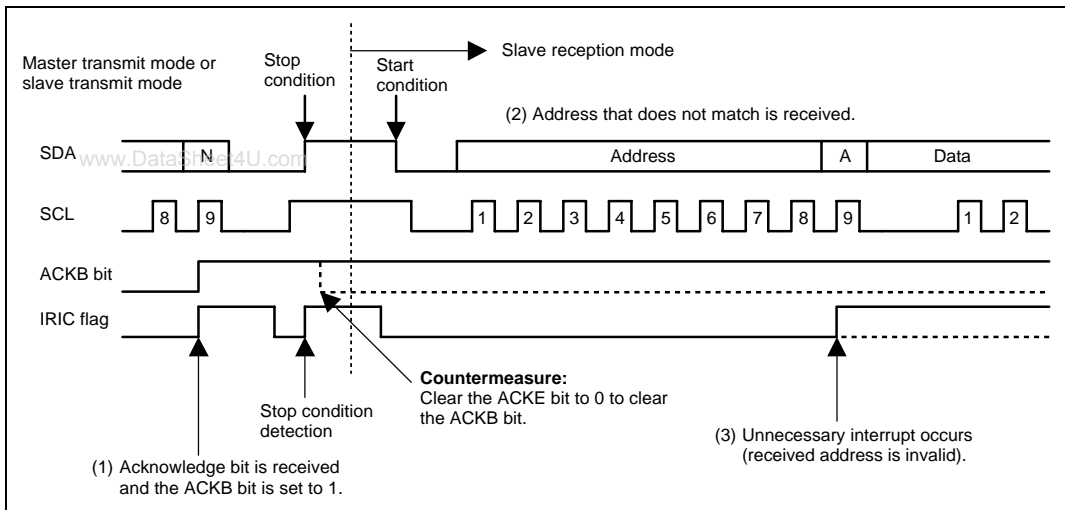 Master transmit mode or
slave transmit mode
Stop
condition
Start
condition
Slave reception mode
(2) Address that does not match is received.
SDA
N
Address
A
Data
www.DataSheet4U.com
SCL
8
9
1
2
3
4
5
6
7
8
9
1
2
ACKB bit
IRIC flag
Stop condition
detection
Countermeasure:
Clear the ACKE bit to 0 to clear
the ACKB bit.
(1) Acknowledge bit is received
and the ACKB bit is set to 1.
(3) Unnecessary interrupt occurs
(received address is invalid).